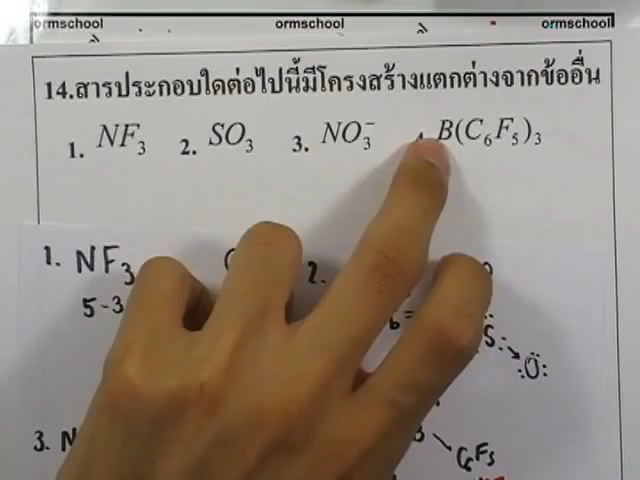 ormschool ormschool ormschool
14.สารประกอบใดต่อไปนี้มีโครงสร้างแตกต่างจากข้ออื่น
1. NF₃ 2. SO₃ 3. NO₃⁻ B(C₆F₅)₃
1. NF₃ 2.
5-3
S: :Ö:
3. N
C₆F₅